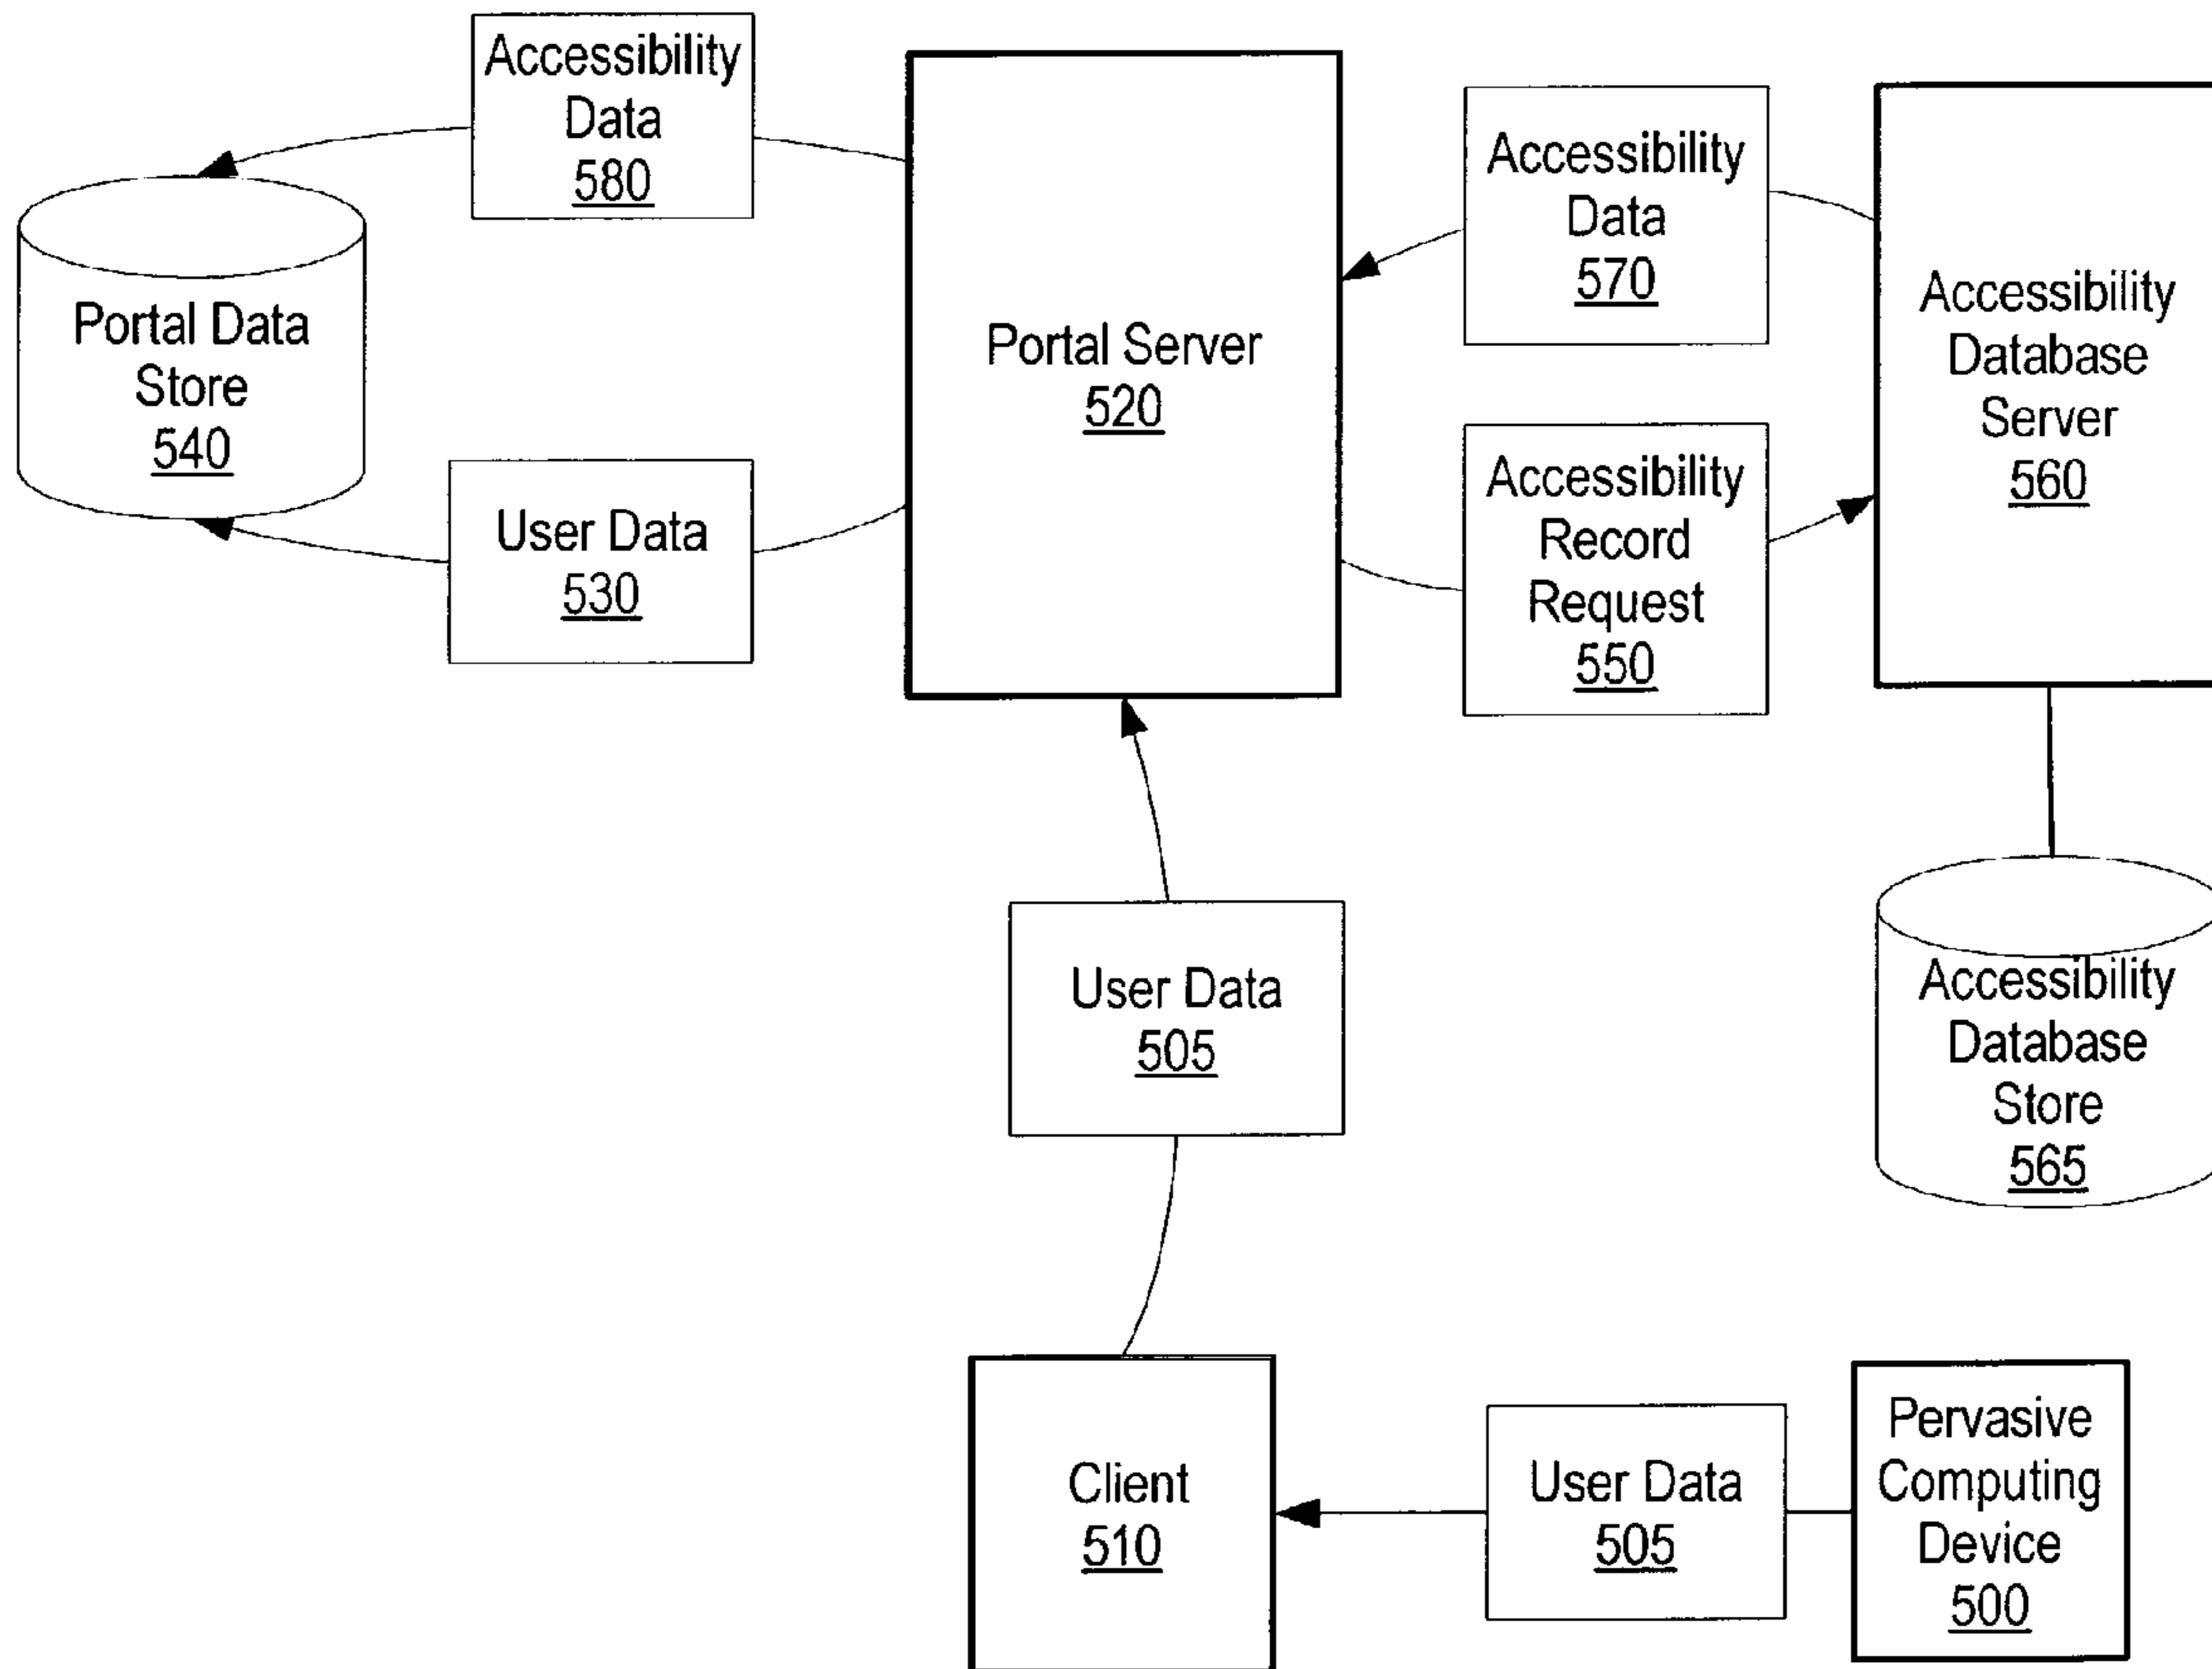 Accessibility
Data
580
Portal Data
Store
540
User Data
530
Portal Server
520
Accessibility
Data
570
Accessibility
Record
Request
550
Accessibility
Database
Server
560
Accessibility
Database
Store
565
User Data
505
Client
510
User Data
505
Pervasive
Computing
Device
500